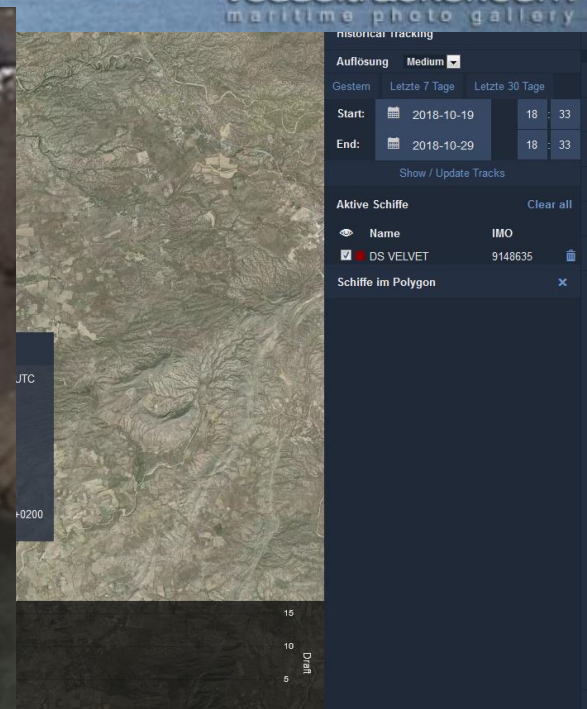 maritime photo gallery
Historical Tracking
Auflösung Medium
Gestern Letzte 7 Tage Letzte 30 Tage
Start: 2018-10-19 18 : 33
End: 2018-10-29 18 : 33
Show / Update Tracks
Aktive Schiffe Clear all
Name IMO
DS VELVET 9148635
Schiffe im Polygon ×
UTC
+0200
15
10
5
Draft